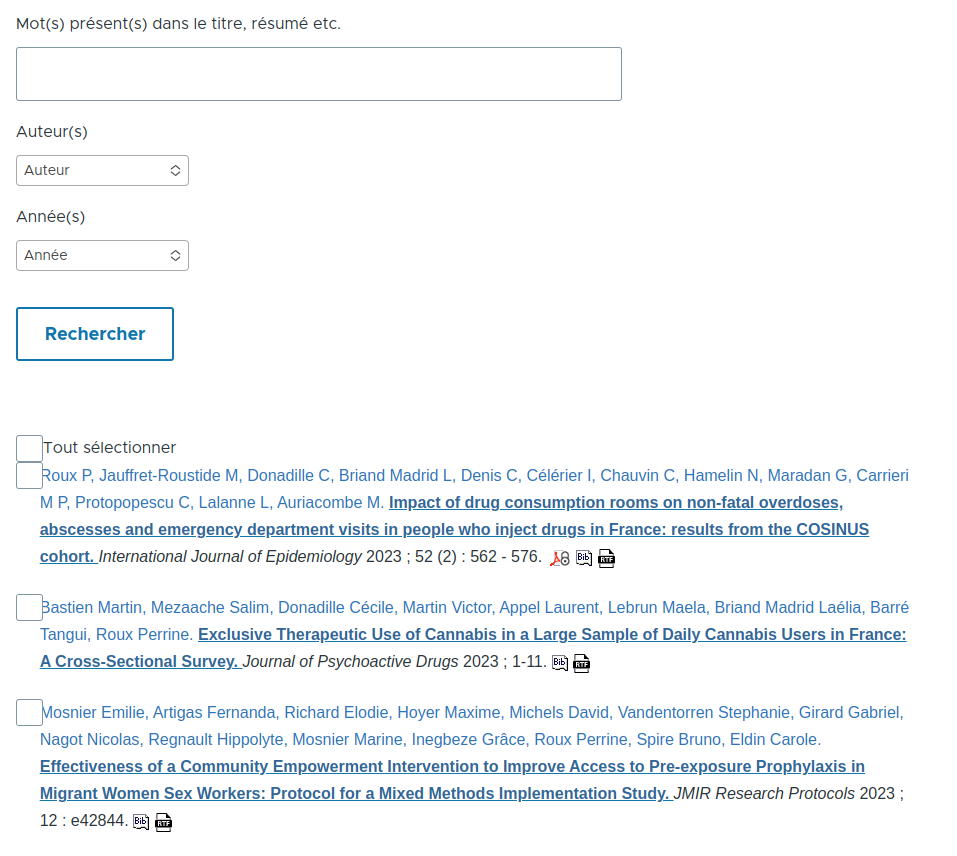 Mot(s) présent(s) dans le titre, résumé etc.
Auteur(s)
Auteur
Année(s)
Année
Rechercher
Tout sélectionner
Roux P, Jauffret-Roustide M, Donadille C, Briand Madrid L, Denis C, Célérier I, Chauvin C, Hamelin N, Maradan G, Carrieri
M P, Protopopescu C, Lalanne L, Auriacombe M. Impact of drug consumption rooms on non-fatal overdoses,
abscesses and emergency department visits in people who inject drugs in France: results from the COSINUS
cohort. International Journal of Epidemiology 2023 ; 52 (2) : 562 - 576. Bib RTF
Bastien Martin, Mezaache Salim, Donadille Cécile, Martin Victor, Appel Laurent, Lebrun Maela, Briand Madrid Laélia, Barré
Tangui, Roux Perrine. Exclusive Therapeutic Use of Cannabis in a Large Sample of Daily Cannabis Users in France:
A Cross-Sectional Survey. Journal of Psychoactive Drugs 2023 ; 1-11. Bib RTF
Mosnier Emilie, Artigas Fernanda, Richard Elodie, Hoyer Maxime, Michels David, Vandentorren Stephanie, Girard Gabriel,
Nagot Nicolas, Regnault Hippolyte, Mosnier Marine, Inegbeze Grâce, Roux Perrine, Spire Bruno, Eldin Carole.
Effectiveness of a Community Empowerment Intervention to Improve Access to Pre-exposure Prophylaxis in
Migrant Women Sex Workers: Protocol for a Mixed Methods Implementation Study. JMIR Research Protocols 2023 ;
12 : e42844. Bib RTF